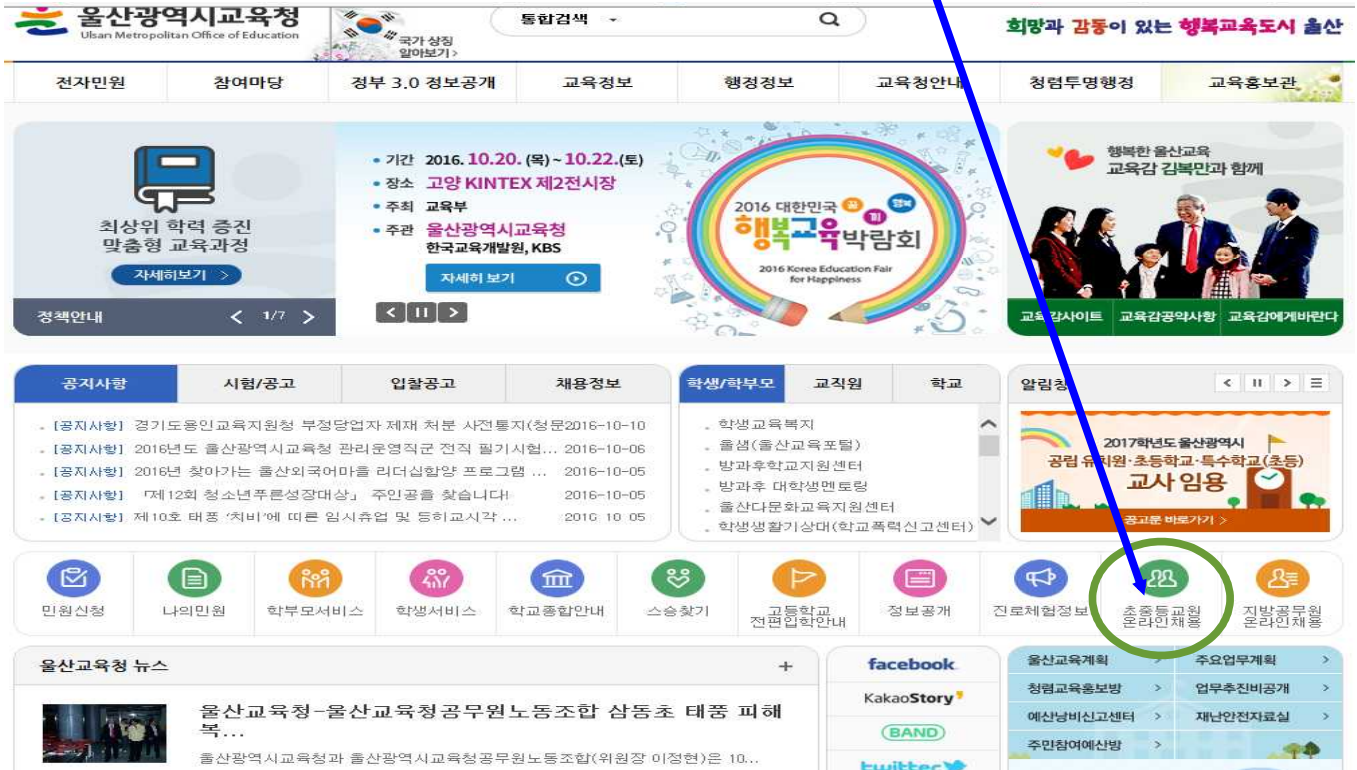 울산광역시교육청
Ulsan Metropolitan Office of Education
국가 상징
알아보기>
통합검색
희망과 감동이 있는 행복교육도시 울산
전자민원 참여마당 정부 3.0 정보공개 교육정보 행정정보 교육청안내 청렴투명행정 교육홍보관
최상위 학력 증진
맞춤형 교육과정
자세히보기 >
정책안내 < 1/7 >
• 기간 2016. 10.20. (목) ~ 10.22.(토)
• 장소 고양 KINTEX 제2전시장
• 주최 교육부
• 주관 울산광역시교육청
한국교육개발원, KBS
자세히 보기
2016 대한민국 꿈 끼 행복
행복교육박람회
2016 Korea Education Fair
for Happiness
행복한 울산교육
교육감 김복만과 함께
교육감사이트 교육감공약사항 교육감에게바란다
공지사항 시험/공고 입찰공고 채용정보
[공지사항] 경기도용인교육지원청 부정당업자 제재 처분 사전통지(청문2016-10-10
[공지사항] 2016년도 울산광역시교육청 관리운영직군 전직 필기시험... 2016-10-06
[공지사항] 2016년 찾아가는 울산외국어마을 리더십함양 프로그램 ... 2016-10-05
[공지사항] 「제12회 청소년푸른성장대상」 주인공을 찾습니다! 2016-10-05
[공지사항] 제10호 태풍 '치바'에 따른 임시휴업 및 등하교시각 ... 2016-10-05
학생/학부모 교직원 학교
학생교육복지
울샘(울산교육포털)
방과후학교지원센터
방과후 대학생멘토링
울산다문화교육지원센터
학생생활기상대(학교폭력신고센터)
알림창
2017학년도 울산광역시
공립 유치원·초등학교·특수학교(초등)
교사 임용
공고문 바로가기 >
민원신청 나의민원 학부모서비스 학생서비스 학교종합안내 스승찾기 고등학교 전편입학안내 정보공개 진로체험정보 초중등교원 온라인채용 지방공무원 온라인채용
울산교육청 뉴스 +
울산교육청-울산교육청공무원노동조합 삼동초 태풍 피해
복...
울산광역시교육청과 울산광역시교육청공무원노동조합(위원장 이정현)은 10...
facebook
KakaoStory
BAND
twitter
울산교육계획 > 주요업무계획 >
청렴교육홍보방 > 업무추진비공개 >
예산낭비신고센터 > 재난안전자료실 >
주민참여예산방 >